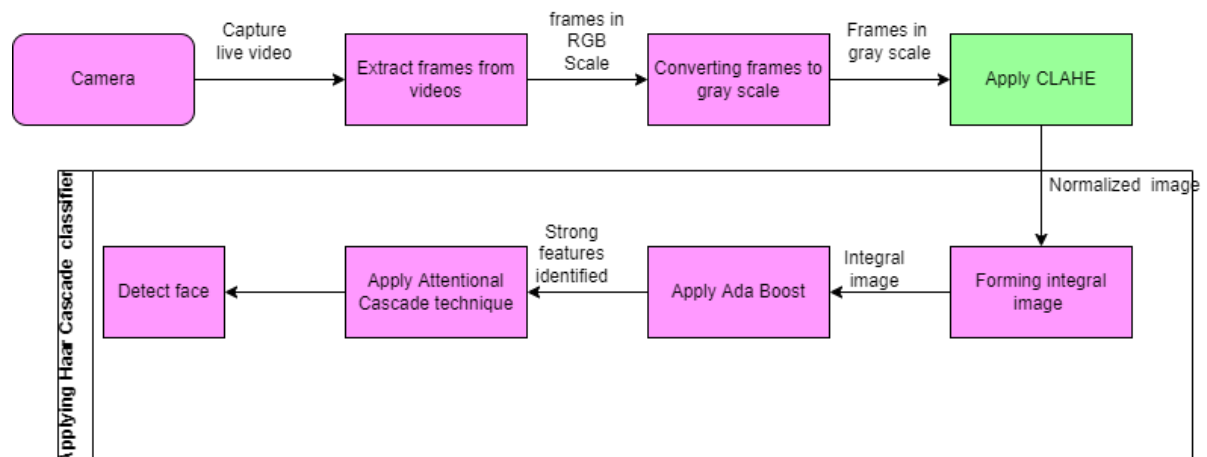 Camera
Capture
live video
Extract frames from
videos
frames in
RGB
Scale
Converting frames to
gray scale
Frames in
gray scale
Apply CLAHE
Normalized image
Applying Haar Cascade classifier
Forming integral
image
Integral
image
Apply Ada Boost
Strong
features
identified
Apply Attentional
Cascade technique
Detect face